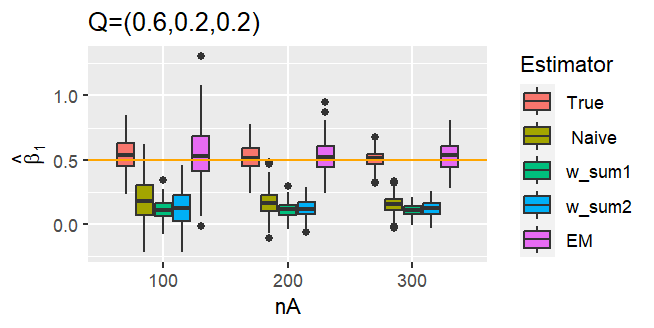 Q=(0.6,0.2,0.2)
1.0
0.5
0.0
β̂₁
100
200
300
nA
Estimator
True
Naive
w_sum1
w_sum2
EM